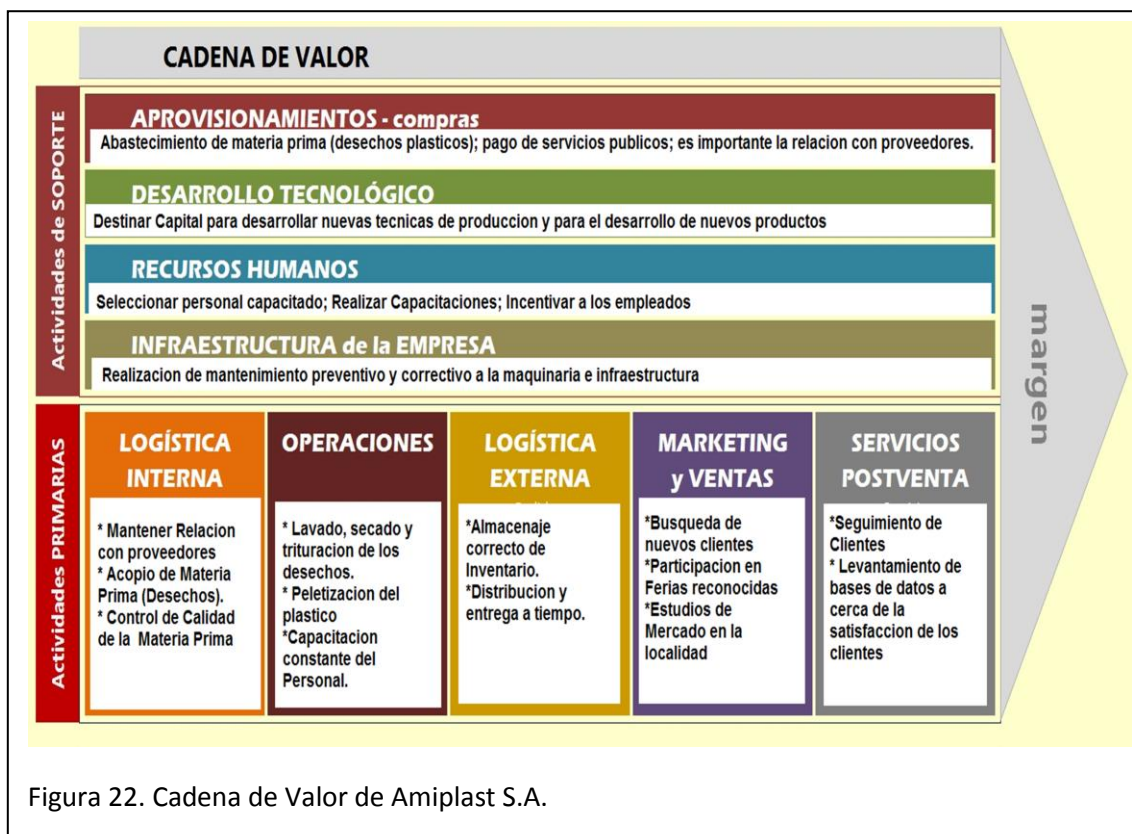 CADENA DE VALOR
Actividades de SOPORTE
APROVISIONAMIENTOS - compras
Abastecimiento de materia prima (desechos plasticos); pago de servicios publicos; es importante la relacion con proveedores.
DESARROLLO TECNOLÓGICO
Destinar Capital para desarrollar nuevas tecnicas de produccion y para el desarrollo de nuevos productos
RECURSOS HUMANOS
Seleccionar personal capacitado; Realizar Capacitaciones; Incentivar a los empleados
INFRAESTRUCTURA de la EMPRESA
Realizacion de mantenimiento preventivo y correctivo a la maquinaria e infraestructura
margen
Actividades PRIMARIAS
LOGÍSTICA
INTERNA
* Mantener Relacion
con proveedores
* Acopio de Materia
Prima (Desechos).
* Control de Calidad
de la Materia Prima
OPERACIONES
* Lavado, secado y
trituracion de los
desechos.
* Peletizacion del
plastico
*Capacitacion
constante del
Personal.
LOGÍSTICA
EXTERNA
*Almacenaje
correcto de
Inventario.
*Distribucion y
entrega a tiempo.
MARKETING
y VENTAS
*Busqueda de
nuevos clientes
*Participacion en
Ferias reconocidas
*Estudios de
Mercado en la
localidad
SERVICIOS
POSTVENTA
*Seguimiento de
Clientes
* Levantamiento de
bases de datos a
cerca de la
satisfaccion de los
clientes
Figura 22. Cadena de Valor de Amiplast S.A.